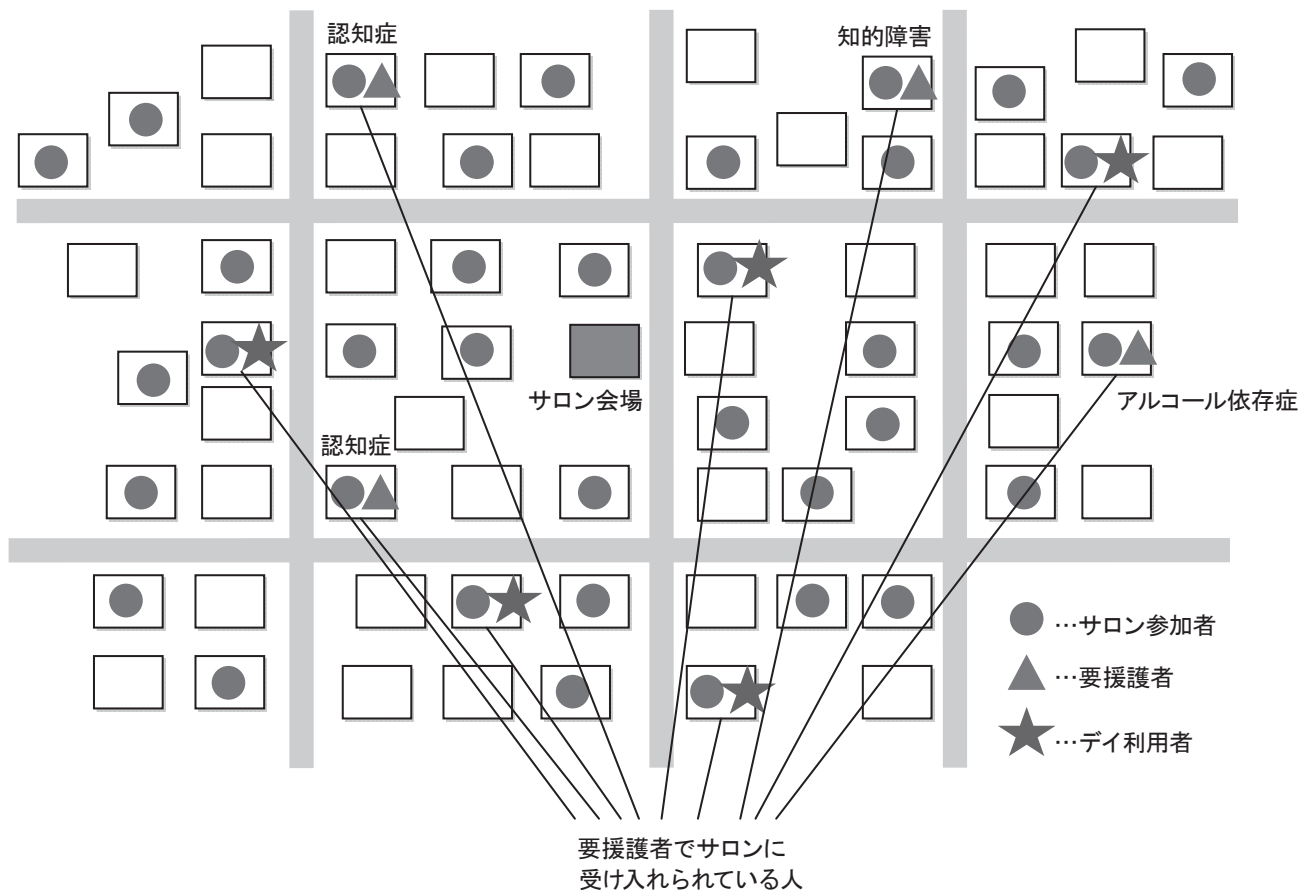 認知症
知的障害
サロン会場
アルコール依存症
認知症
…サロン参加者
…要援護者
…デイ利用者
要援護者でサロンに
受け入れられている人